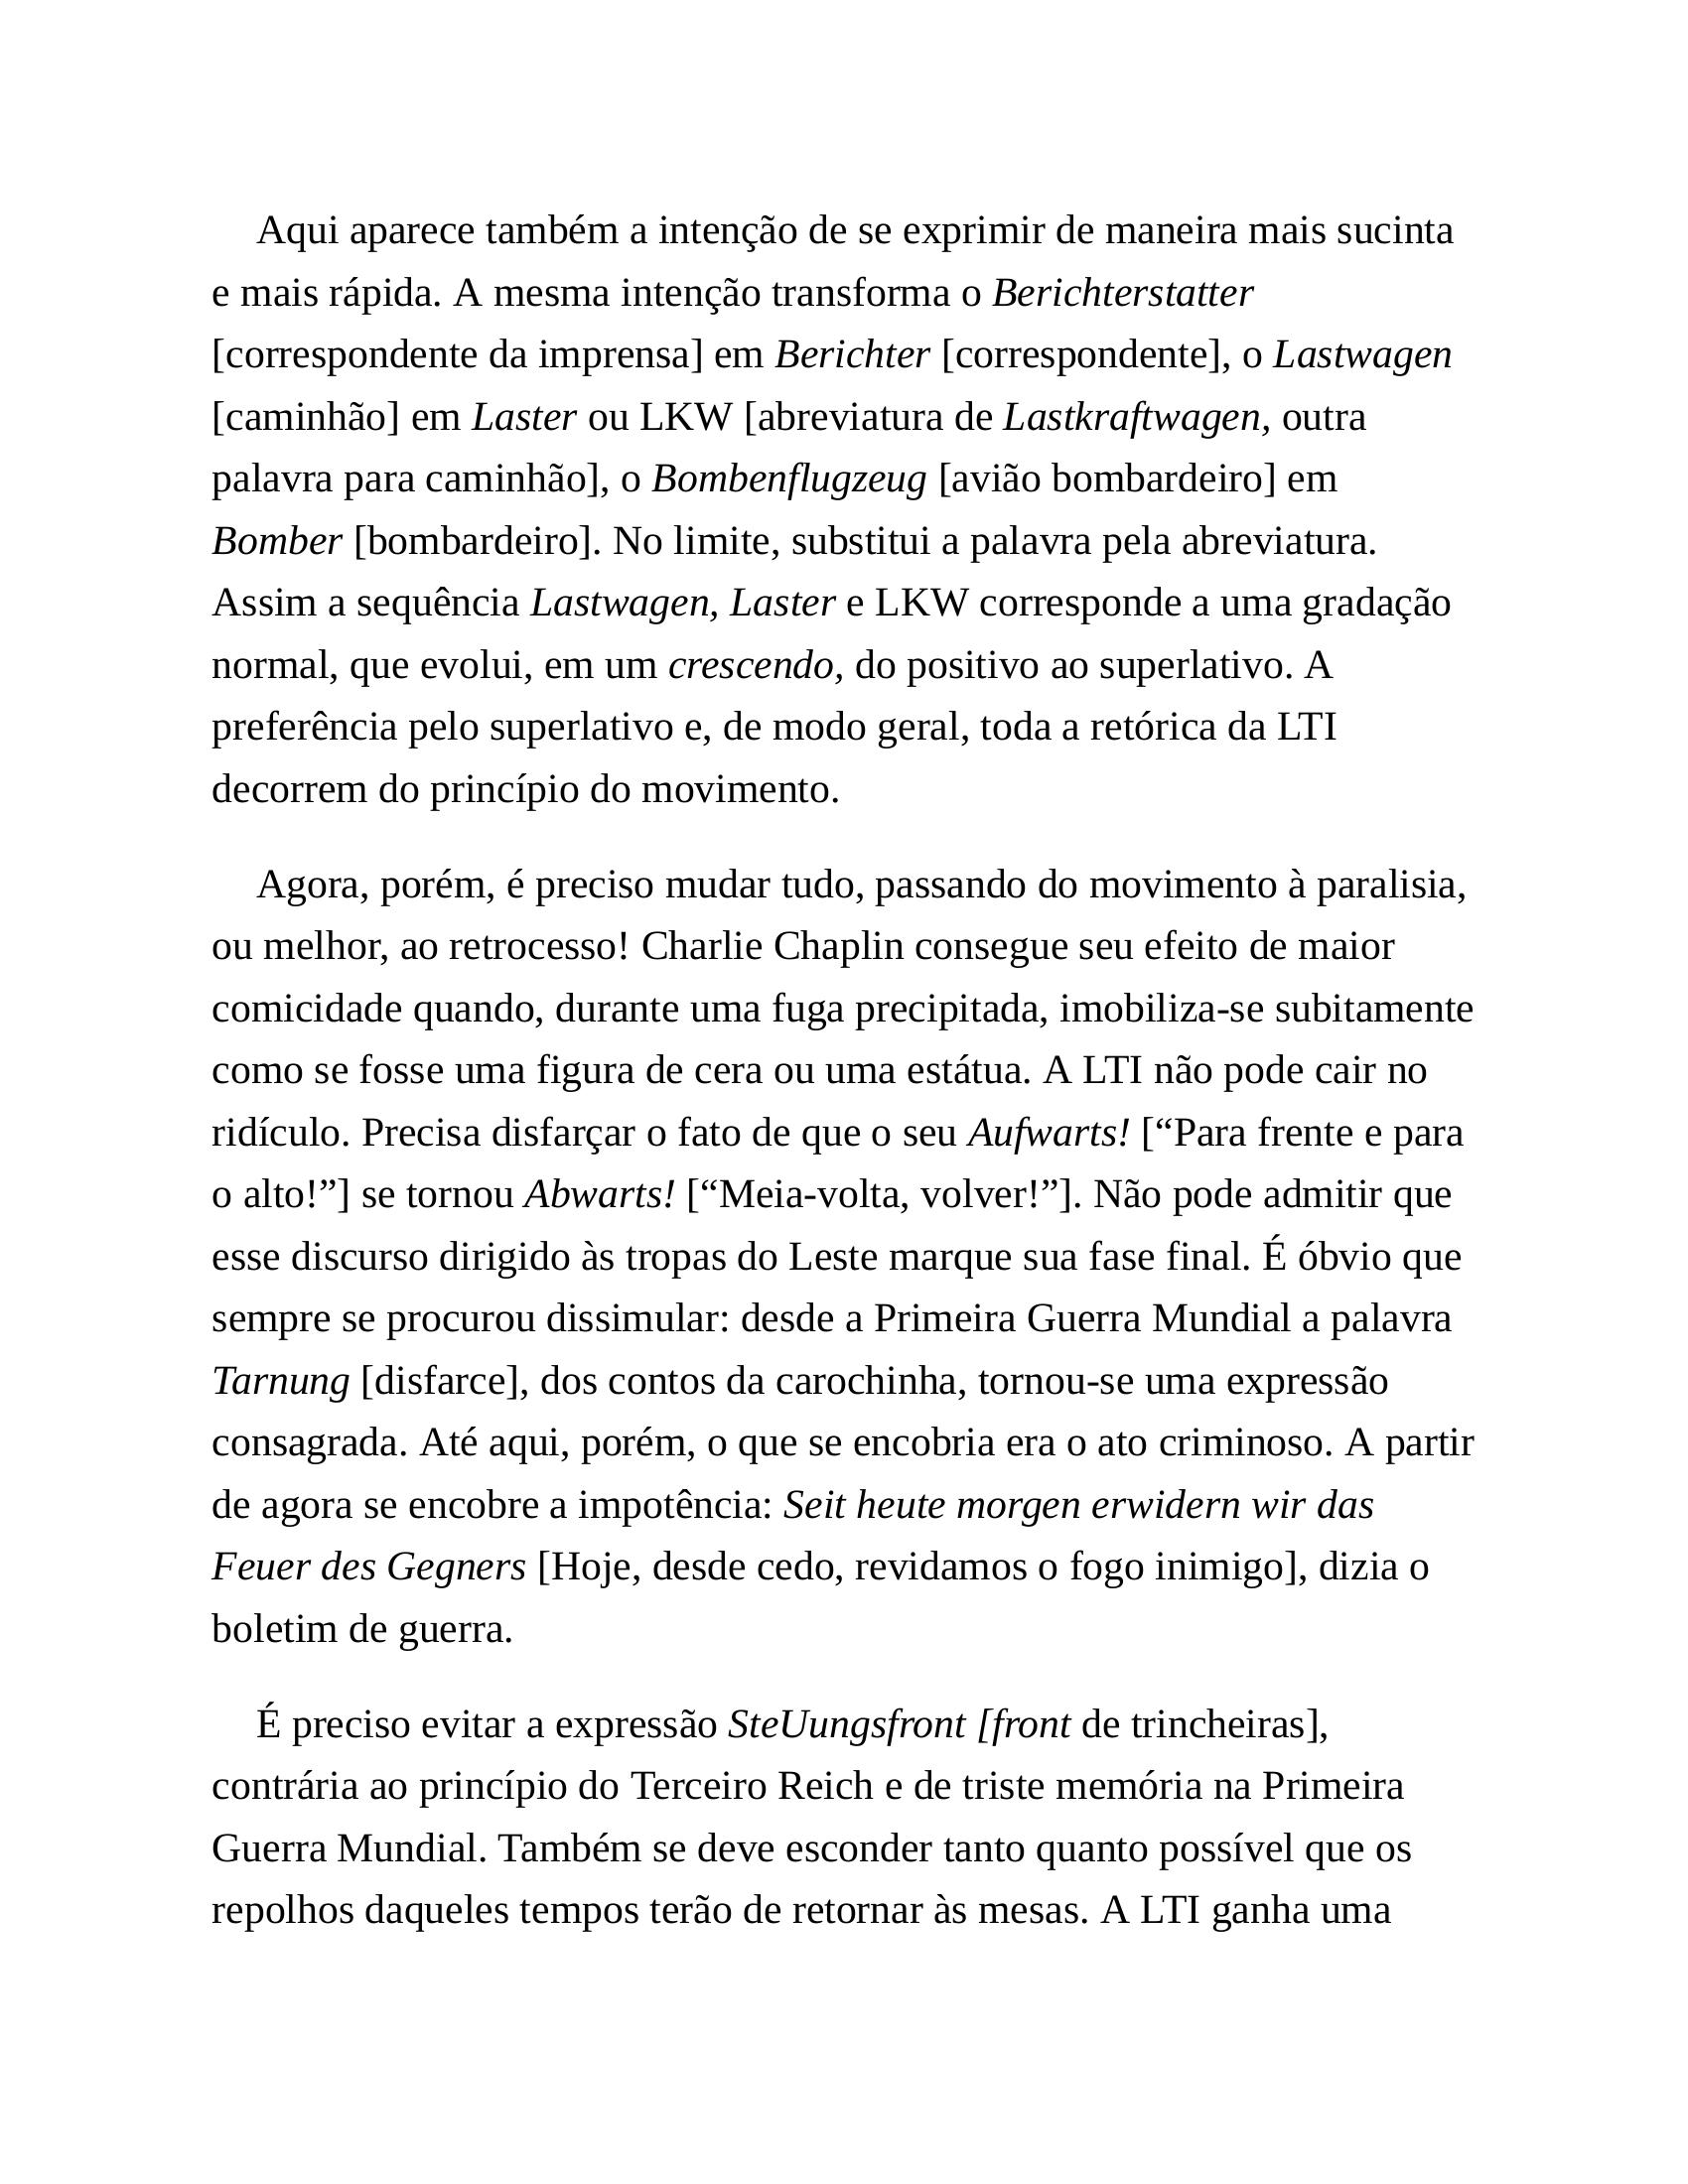 Aqui aparece também a intenção de se exprimir de maneira mais sucinta
e mais rápida. A mesma intenção transforma o Berichterstatter
[correspondente da imprensa] em Berichter [correspondente], o Lastwagen
[caminhão] em Laster ou LKW [abreviatura de Lastkraftwagen, outra
palavra para caminhão], o Bombenflugzeug [avião bombardeiro] em
Bomber [bombardeiro]. No limite, substitui a palavra pela abreviatura.
Assim a sequência Lastwagen, Laster e LKW corresponde a uma gradação
normal, que evolui, em um crescendo, do positivo ao superlativo. A
preferência pelo superlativo e, de modo geral, toda a retórica da LTI
decorrem do princípio do movimento.
Agora, porém, é preciso mudar tudo, passando do movimento à paralisia,
ou melhor, ao retrocesso! Charlie Chaplin consegue seu efeito de maior
comicidade quando, durante uma fuga precipitada, imobiliza-se subitamente
como se fosse uma figura de cera ou uma estátua. A LTI não pode cair no
ridículo. Precisa disfarçar o fato de que o seu Aufwarts! [“Para frente e para
o alto!”] se tornou Abwarts! [“Meia-volta, volver!”]. Não pode admitir que
esse discurso dirigido às tropas do Leste marque sua fase final. É óbvio que
sempre se procurou dissimular: desde a Primeira Guerra Mundial a palavra
Tarnung [disfarce], dos contos da carochinha, tornou-se uma expressão
consagrada. Até aqui, porém, o que se encobria era o ato criminoso. A partir
de agora se encobre a impotência: Seit heute morgen erwidern wir das
Feuer des Gegners [Hoje, desde cedo, revidamos o fogo inimigo], dizia o
boletim de guerra.
É preciso evitar a expressão SteUungsfront [front de trincheiras],
contrária ao princípio do Terceiro Reich e de triste memória na Primeira
Guerra Mundial. Também se deve esconder tanto quanto possível que os
repolhos daqueles tempos terão de retornar às mesas. A LTI ganha uma